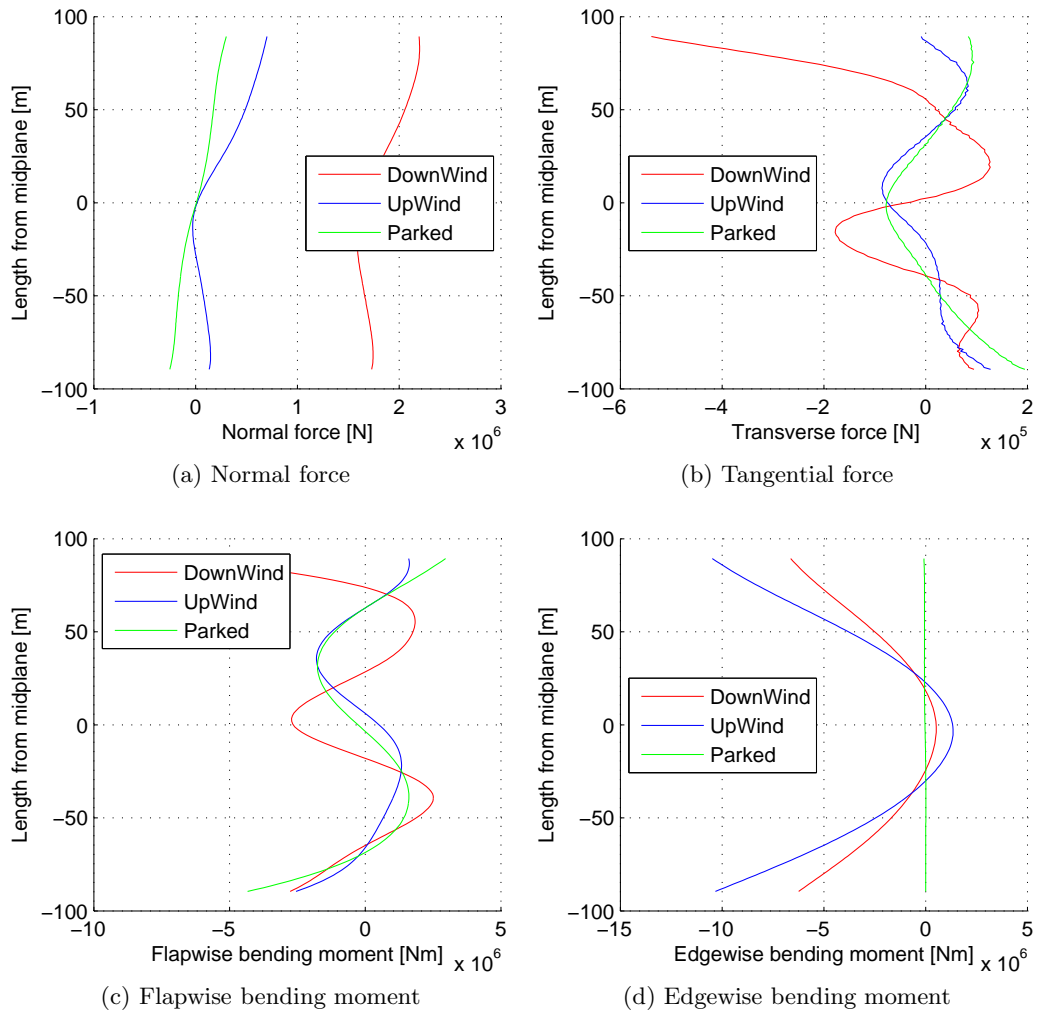 100
50
0
−50
−100
−1
0
1
2
3
Length from midplane [m]
Normal force [N]
x 10^6
DownWind
UpWind
Parked
(a) Normal force
100
50
0
−50
−100
−6
−4
−2
0
2
Length from midplane [m]
Transverse force [N]
x 10^5
DownWind
UpWind
Parked
(b) Tangential force
100
50
0
−50
−100
−10
−5
0
5
Length from midplane [m]
Flapwise bending moment [Nm]
x 10^6
DownWind
UpWind
Parked
(c) Flapwise bending moment
100
50
0
−50
−100
−15
−10
−5
0
5
Length from midplane [m]
Edgewise bending moment [Nm]
x 10^6
DownWind
UpWind
Parked
(d) Edgewise bending moment